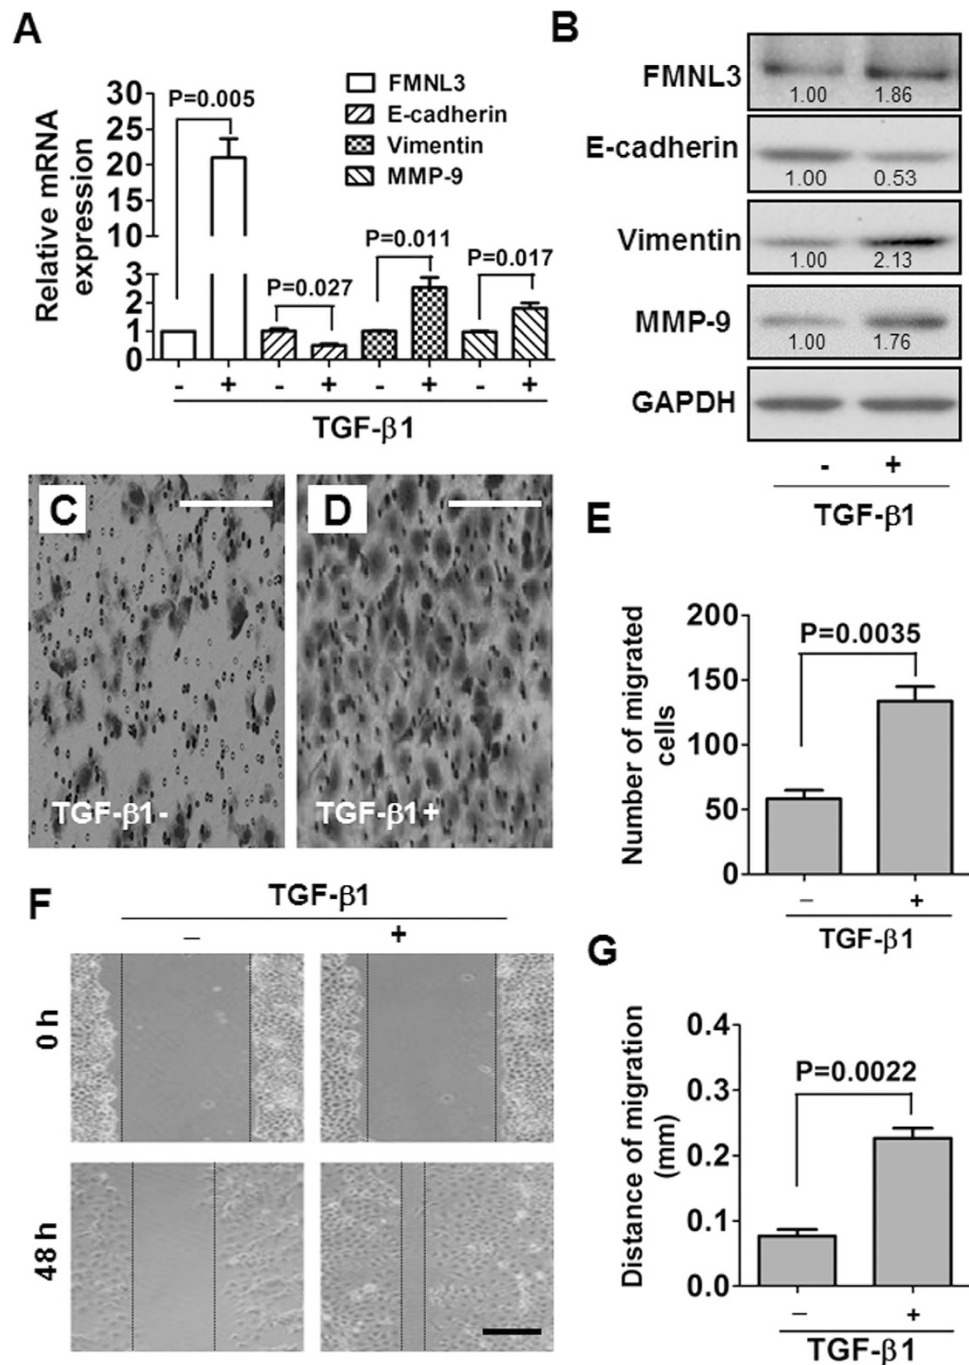 A
Relative mRNA
expression
30
25
20
15
10
3
2
1
0
P=0.005
P=0.027
P=0.011
P=0.017
FMNL3
E-cadherin
Vimentin
MMP-9
- + - + - + - +
TGF-β1
B
FMNL3
1.00 1.86
E-cadherin
1.00 0.53
Vimentin
1.00 2.13
MMP-9
1.00 1.76
GAPDH
- +
TGF-β1
C
TGF-β1-
D
TGF-β1+
E
Number of migrated
cells
200
150
100
50
0
P=0.0035
– +
TGF-β1
F
TGF-β1
– +
0 h
48 h
G
Distance of migration
(mm)
0.4
0.3
0.2
0.1
0.0
P=0.0022
– +
TGF-β1